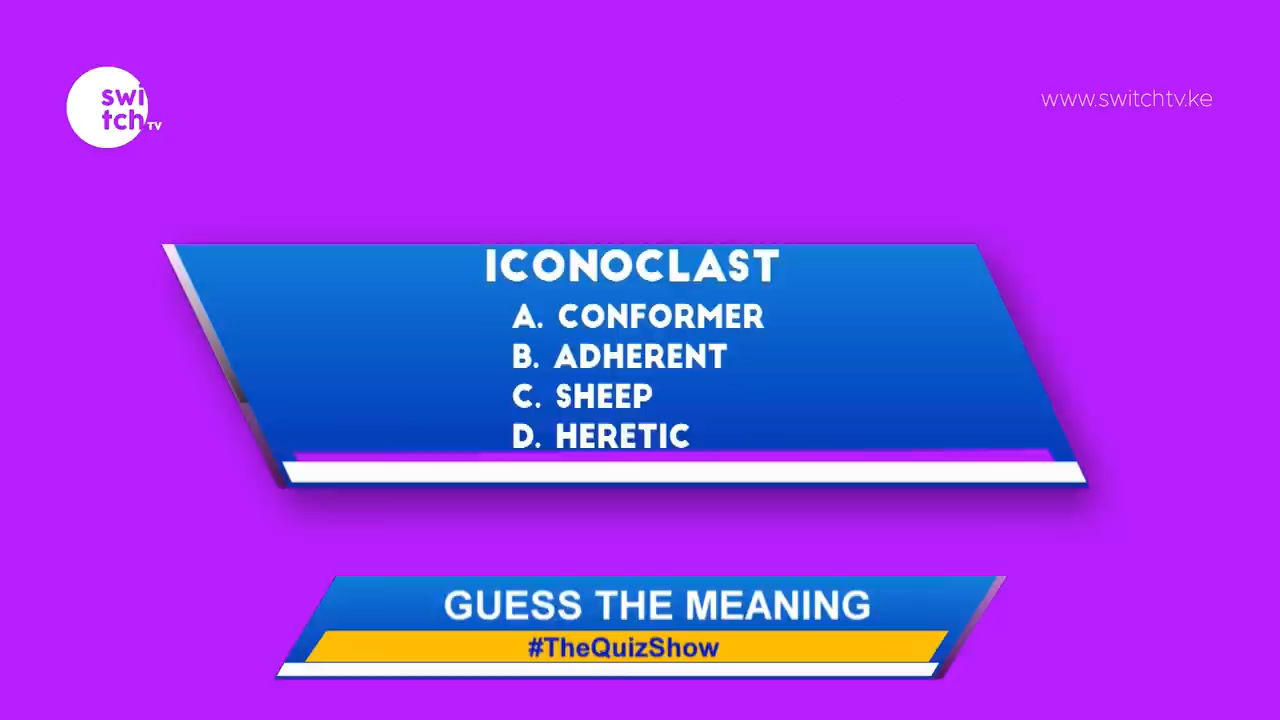 swi
tch TV
www.switchtv.ke
ICONOCLAST
A. CONFORMER
B. ADHERENT
C. SHEEP
D. HERETIC
GUESS THE MEANING
#TheQuizShow